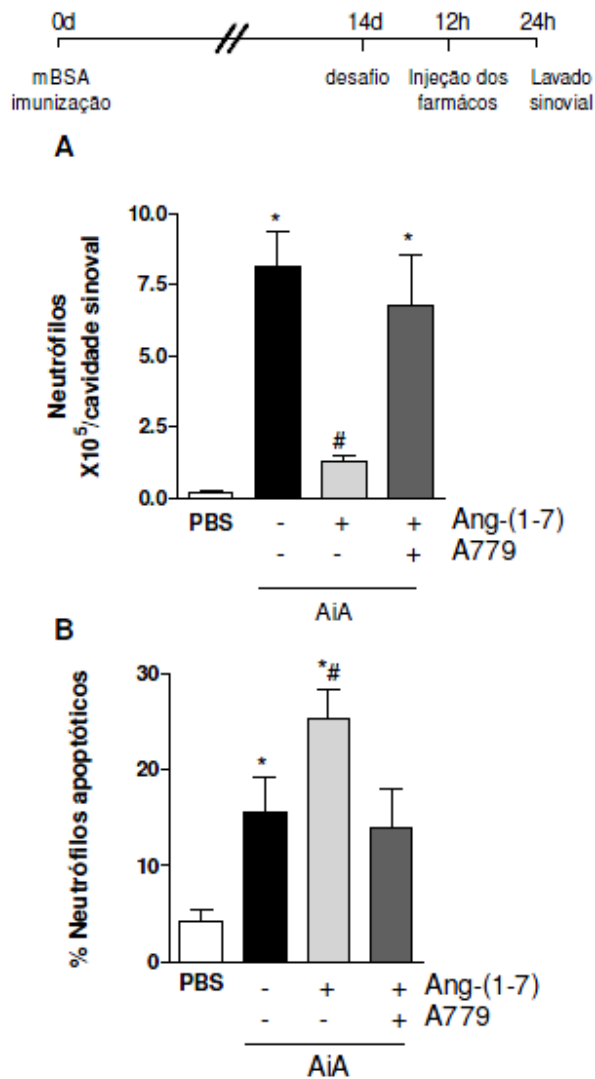 0d 14d 12h 24h
mBSA desafio Injeção dos Lavado
imunização farmácos sinovial
A
Neutrófilos
X10⁵/cavidade sinoval
10.0
*
*
7.5
5.0
2.5
#
0.0
PBS - + + Ang-(1-7)
- - + A779
AiA
B
% Neutrófilos apoptóticos
30
*#
*
20
10
0
PBS - + + Ang-(1-7)
- - + A779
AiA